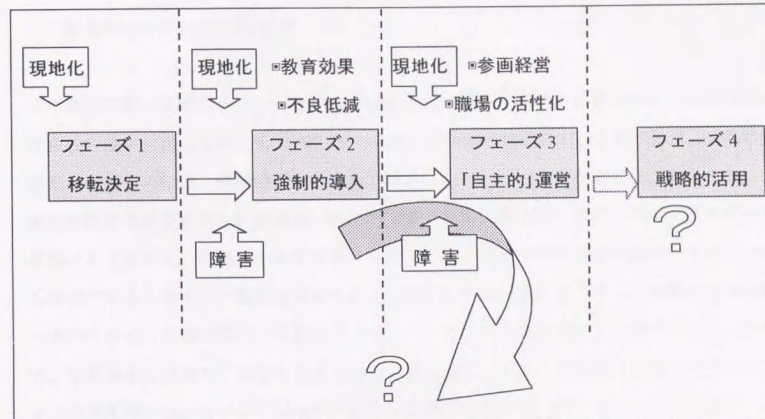 現地化
現地化 ▣教育効果
▣不良低減
現地化 ▣参画経営
▣職場の活性化
フェーズ1
移転決定
フェーズ2
強制的導入
フェーズ3
「自主的」運営
フェーズ4
戦略的活用
障害
障害
?
?